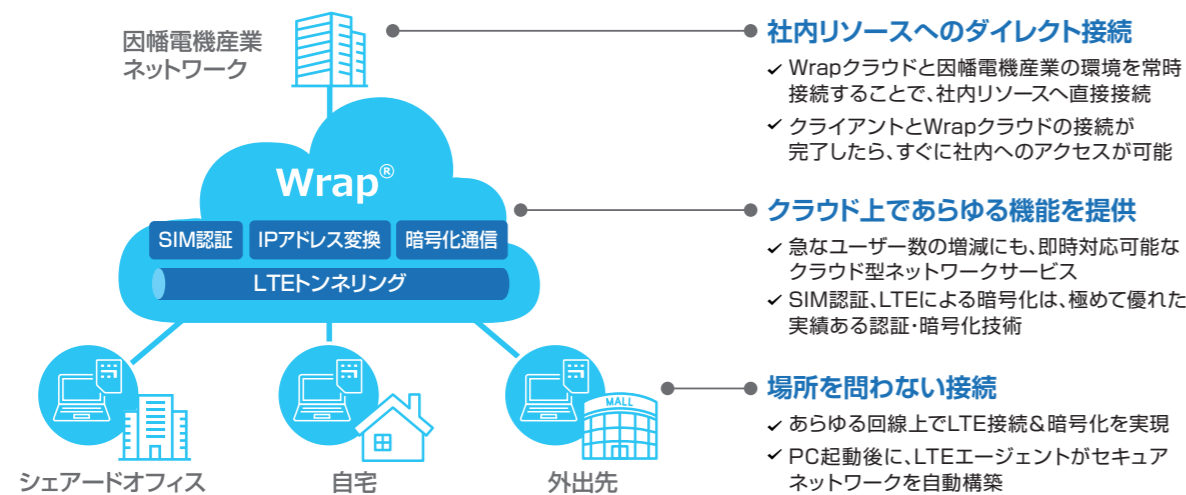 因幡電機産業
ネットワーク
Wrap®
SIM認証
IPアドレス変換
暗号化通信
LTEトンネリング
シェアードオフィス
自宅
MALL
外出先
社内リソースへのダイレクト接続
✓ Wrapクラウドと因幡電機産業の環境を常時
接続することで、社内リソースへ直接接続
✓ クライアントとWrapクラウドの接続が
完了したら、すぐに社内へのアクセスが可能
クラウド上であらゆる機能を提供
✓ 急なユーザー数の増減にも、即時対応可能な
クラウド型ネットワークサービス
✓ SIM認証、LTEによる暗号化は、極めて優れた
実績ある認証・暗号化技術
場所を問わない接続
✓ あらゆる回線上でLTE接続&暗号化を実現
✓ PC起動後に、LTEエージェントがセキュア
ネットワークを自動構築